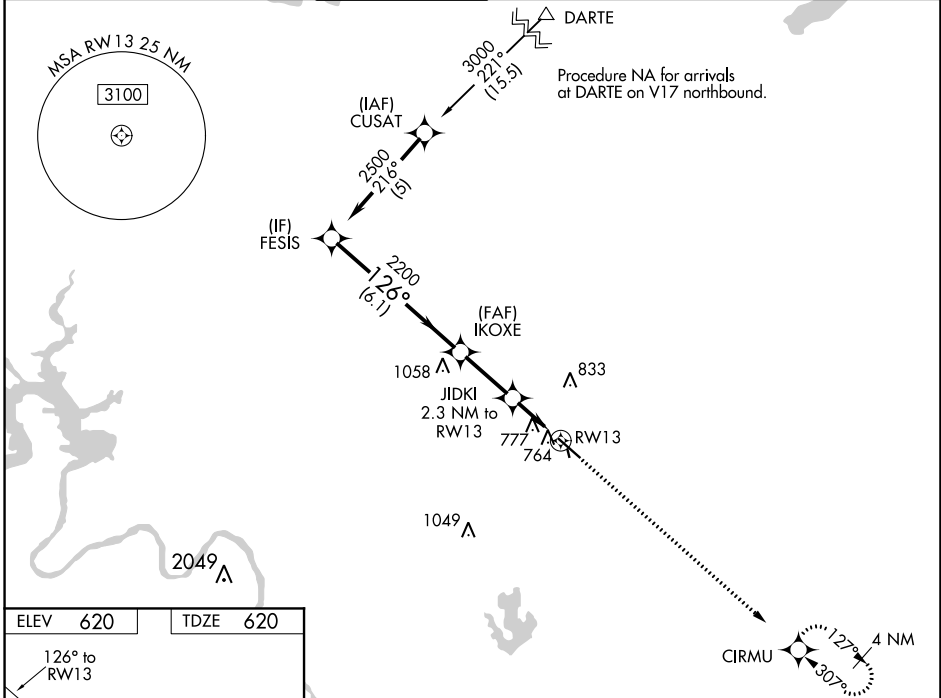 MSA RW13 25 NM
3100
DARTE
3000
221°
(15.5)
Procedure NA for arrivals
at DARTE on V17 northbound.
(IAF)
CUSAT
2500
216°
(5)
(IF)
FESIS
2200
126°
(6.1)
(FAF)
IKOXE
1058
833
JIDKI
2.3 NM to
RW13
777
764
RW13
1049
2049
ELEV 620
TDZE 620
126° to
RW13
CIRMU
127°
4 NM
307°